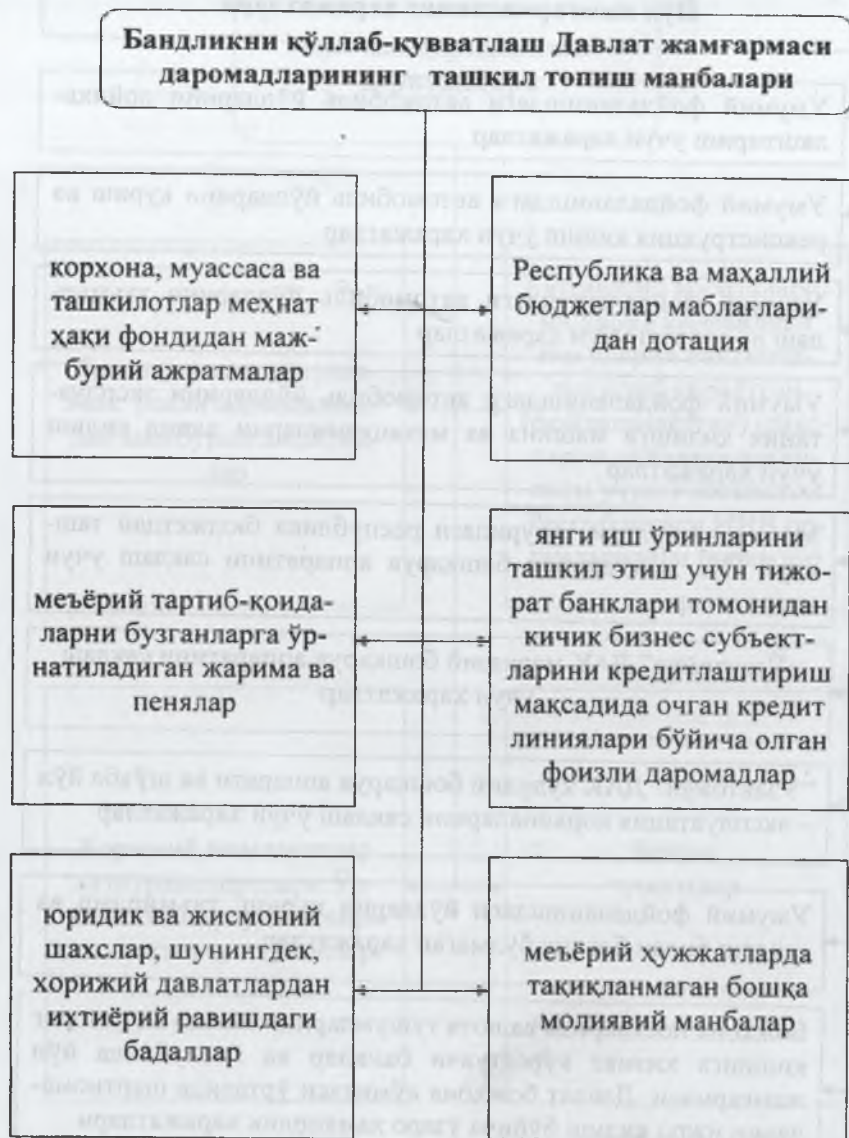 Бандликни қўллаб-қувватлаш Давлат жамғармаси
даромадларининг ташкил топиш манбалари
корхона, муассаса ва
ташкилотлар меҳнат
ҳақи фондидан маж-
бурий ажратмалар
Республика ва маҳаллий
бюджетлар маблағлари-
дан дотация
меъёрий тартиб-қоида-
ларни бузганларга ўр-
натиладиган жарима ва
пенялар
янги иш ўринларини
ташкил этиш учун тижо-
рат банклари томонидан
кичик бизнес субъект-
ларини кредитлаштириш
мақсадида очган кредит
линиялари бўйича олган
фоизли даромадлар
юридик ва жисмоний
шахслар, шунингдек,
хорижий давлатлардан
ихтиёрий равишдаги
бадаллар
меъёрий ҳужжатларда
тақиқланмаган бошқа
молиявий манбалар